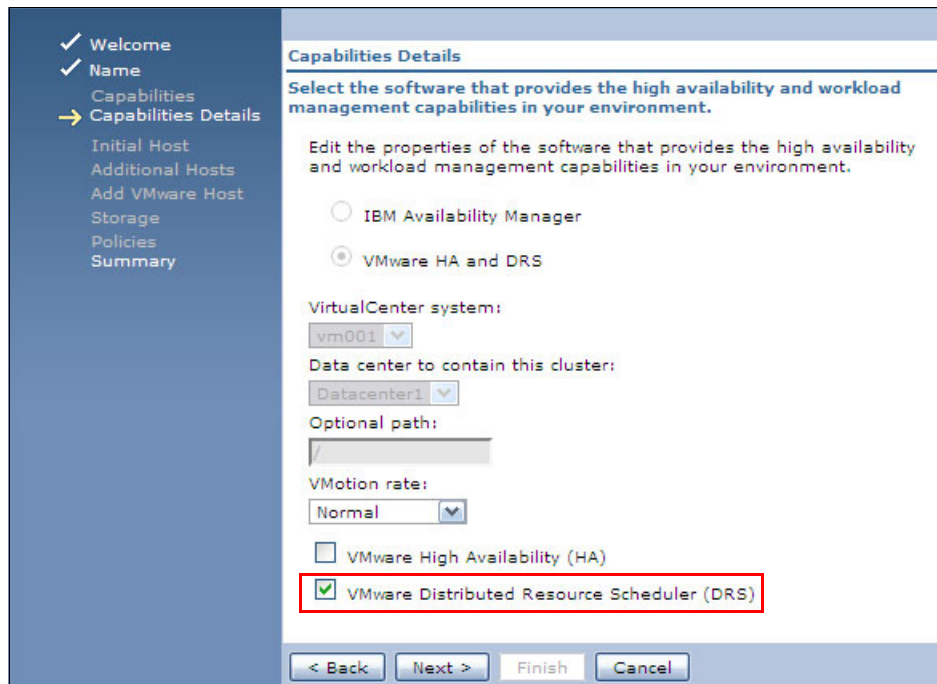 Welcome
Name
Capabilities
Capabilities Details
Initial Host
Additional Hosts
Add VMware Host
Storage
Policies
Summary
Capabilities Details
Select the software that provides the high availability and workload
management capabilities in your environment.
Edit the properties of the software that provides the high availability
and workload management capabilities in your environment.
IBM Availability Manager
VMware HA and DRS
VirtualCenter system:
vm001
Data center to contain this cluster:
Datacenter1
Optional path:
/
VMotion rate:
Normal
VMware High Availability (HA)
VMware Distributed Resource Scheduler (DRS)
< Back Next > Finish Cancel